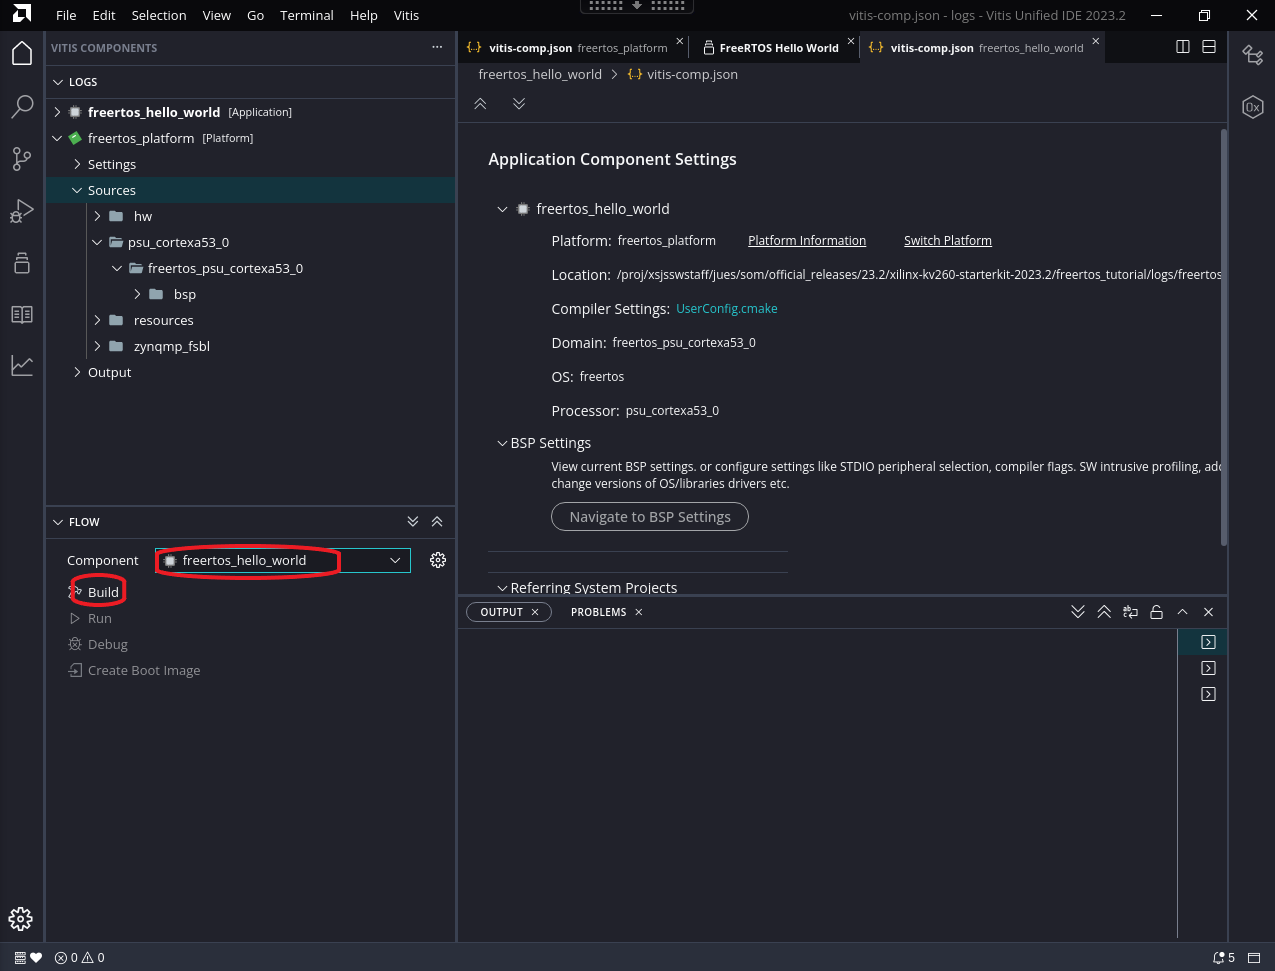 File Edit Selection View Go Terminal Help Vitis
vitis-comp.json - logs - Vitis Unified IDE 2023.2
VITIS COMPONENTS
LOGS
freertos_hello_world [Application]
freertos_platform [Platform]
Settings
Sources
hw
psu_cortexa53_0
freertos_psu_cortexa53_0
bsp
resources
zynqmp_fsbl
Output
FLOW
Component freertos_hello_world
Build
Run
Debug
Create Boot Image
vitis-comp.json freertos_platform
FreeRTOS Hello World
vitis-comp.json freertos_hello_world
freertos_hello_world > {..} vitis-comp.json
Application Component Settings
freertos_hello_world
Platform: freertos_platform Platform Information Switch Platform
Location: /proj/xsjsswstaff/jues/som/official_releases/23.2/xilinx-kv260-starterkit-2023.2/freertos_tutorial/logs/freertos
Compiler Settings: UserConfig.cmake
Domain: freertos_psu_cortexa53_0
OS: freertos
Processor: psu_cortexa53_0
BSP Settings
View current BSP settings. or configure settings like STDIO peripheral selection, compiler flags. SW intrusive profiling, add
change versions of OS/libraries drivers etc.
Navigate to BSP Settings
Referring System Projects
OUTPUT PROBLEMS
0x
0 0
5